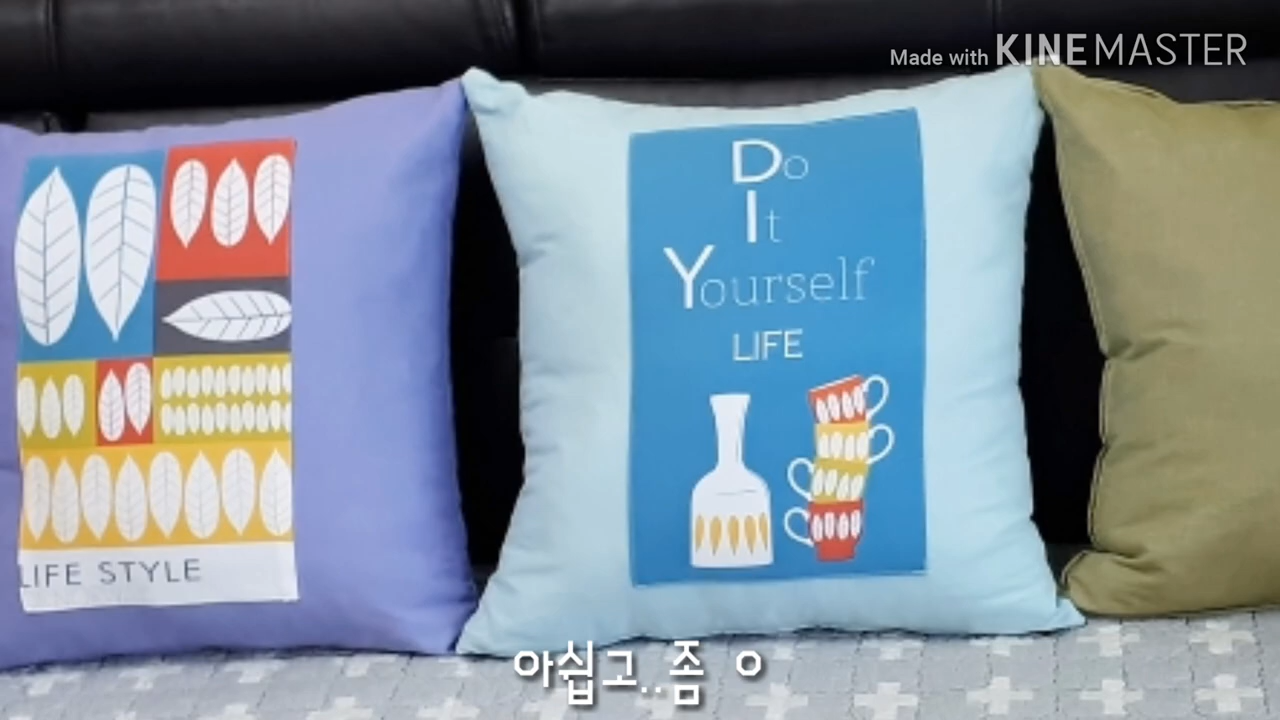 Made with KINEMASTER
Do
It
Yourself
LIFE
LIFE STYLE
아쉽고..좀 ㅇ